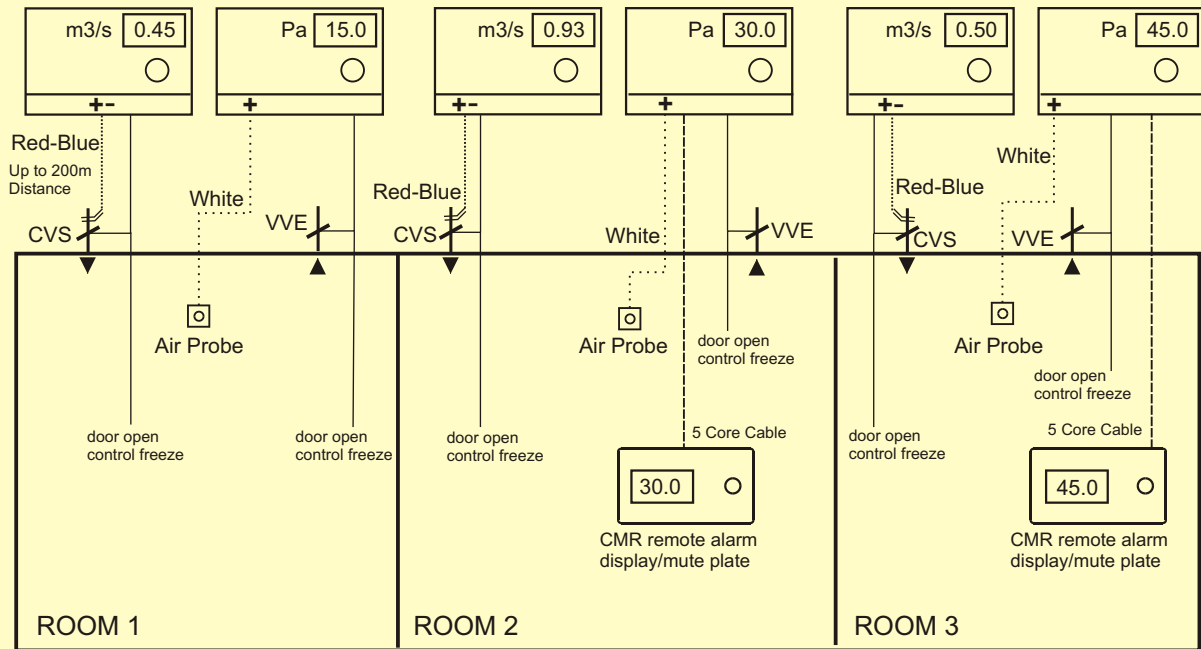 m3/s 0.45
Pa 15.0
m3/s 0.93
Pa 30.0
m3/s 0.50
Pa 45.0
+-
+
+-
+
+-
+
Red-Blue
Up to 200m
Distance
White
Red-Blue
White
Red-Blue
White
CVS
VVE
CVS
VVE
CVS
VVE
Air Probe
Air Probe
Air Probe
door open
control freeze
door open
control freeze
door open
control freeze
door open
control freeze
door open
control freeze
door open
control freeze
5 Core Cable
5 Core Cable
30.0
45.0
CMR remote alarm
display/mute plate
CMR remote alarm
display/mute plate
ROOM 1
ROOM 2
ROOM 3